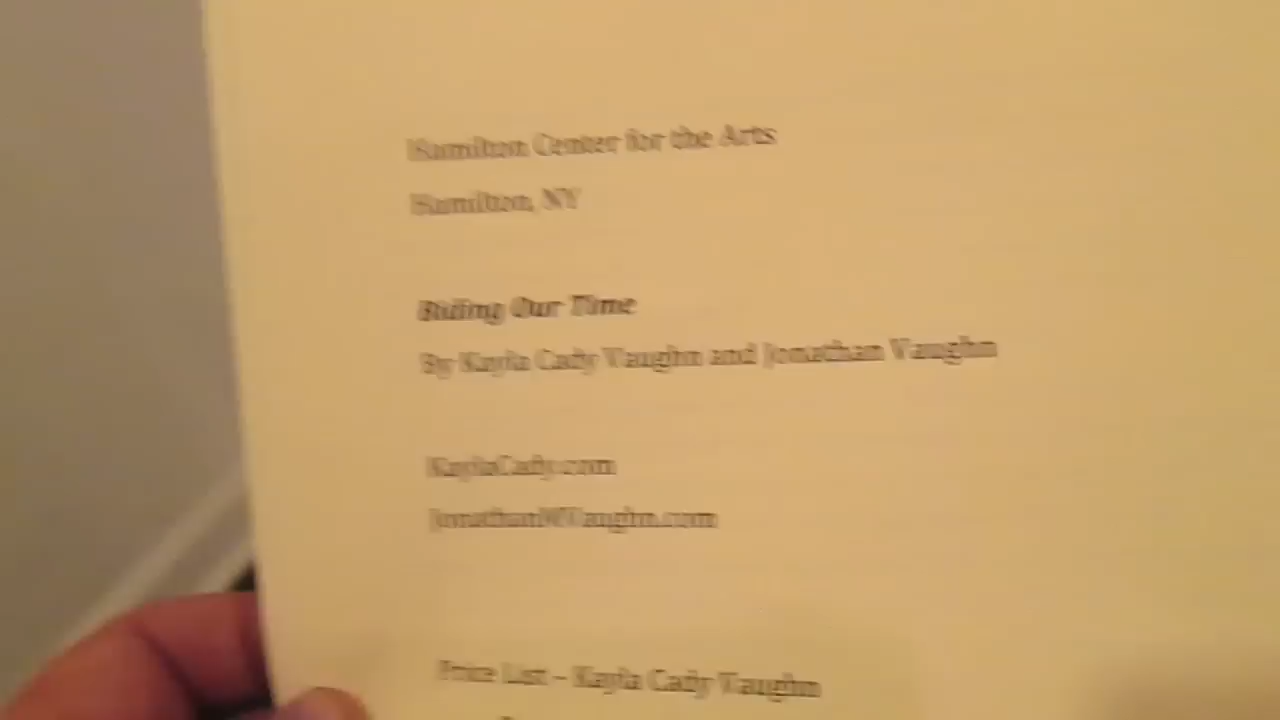 Hamilton Center for the Arts
Hamilton, NY
Biding Our Time
By Kayla Cady Vaughn and Jonathan Vaughn
KaylaCady.com
JonathanWVaughn.com
Price List – Kayla Cady Vaughn